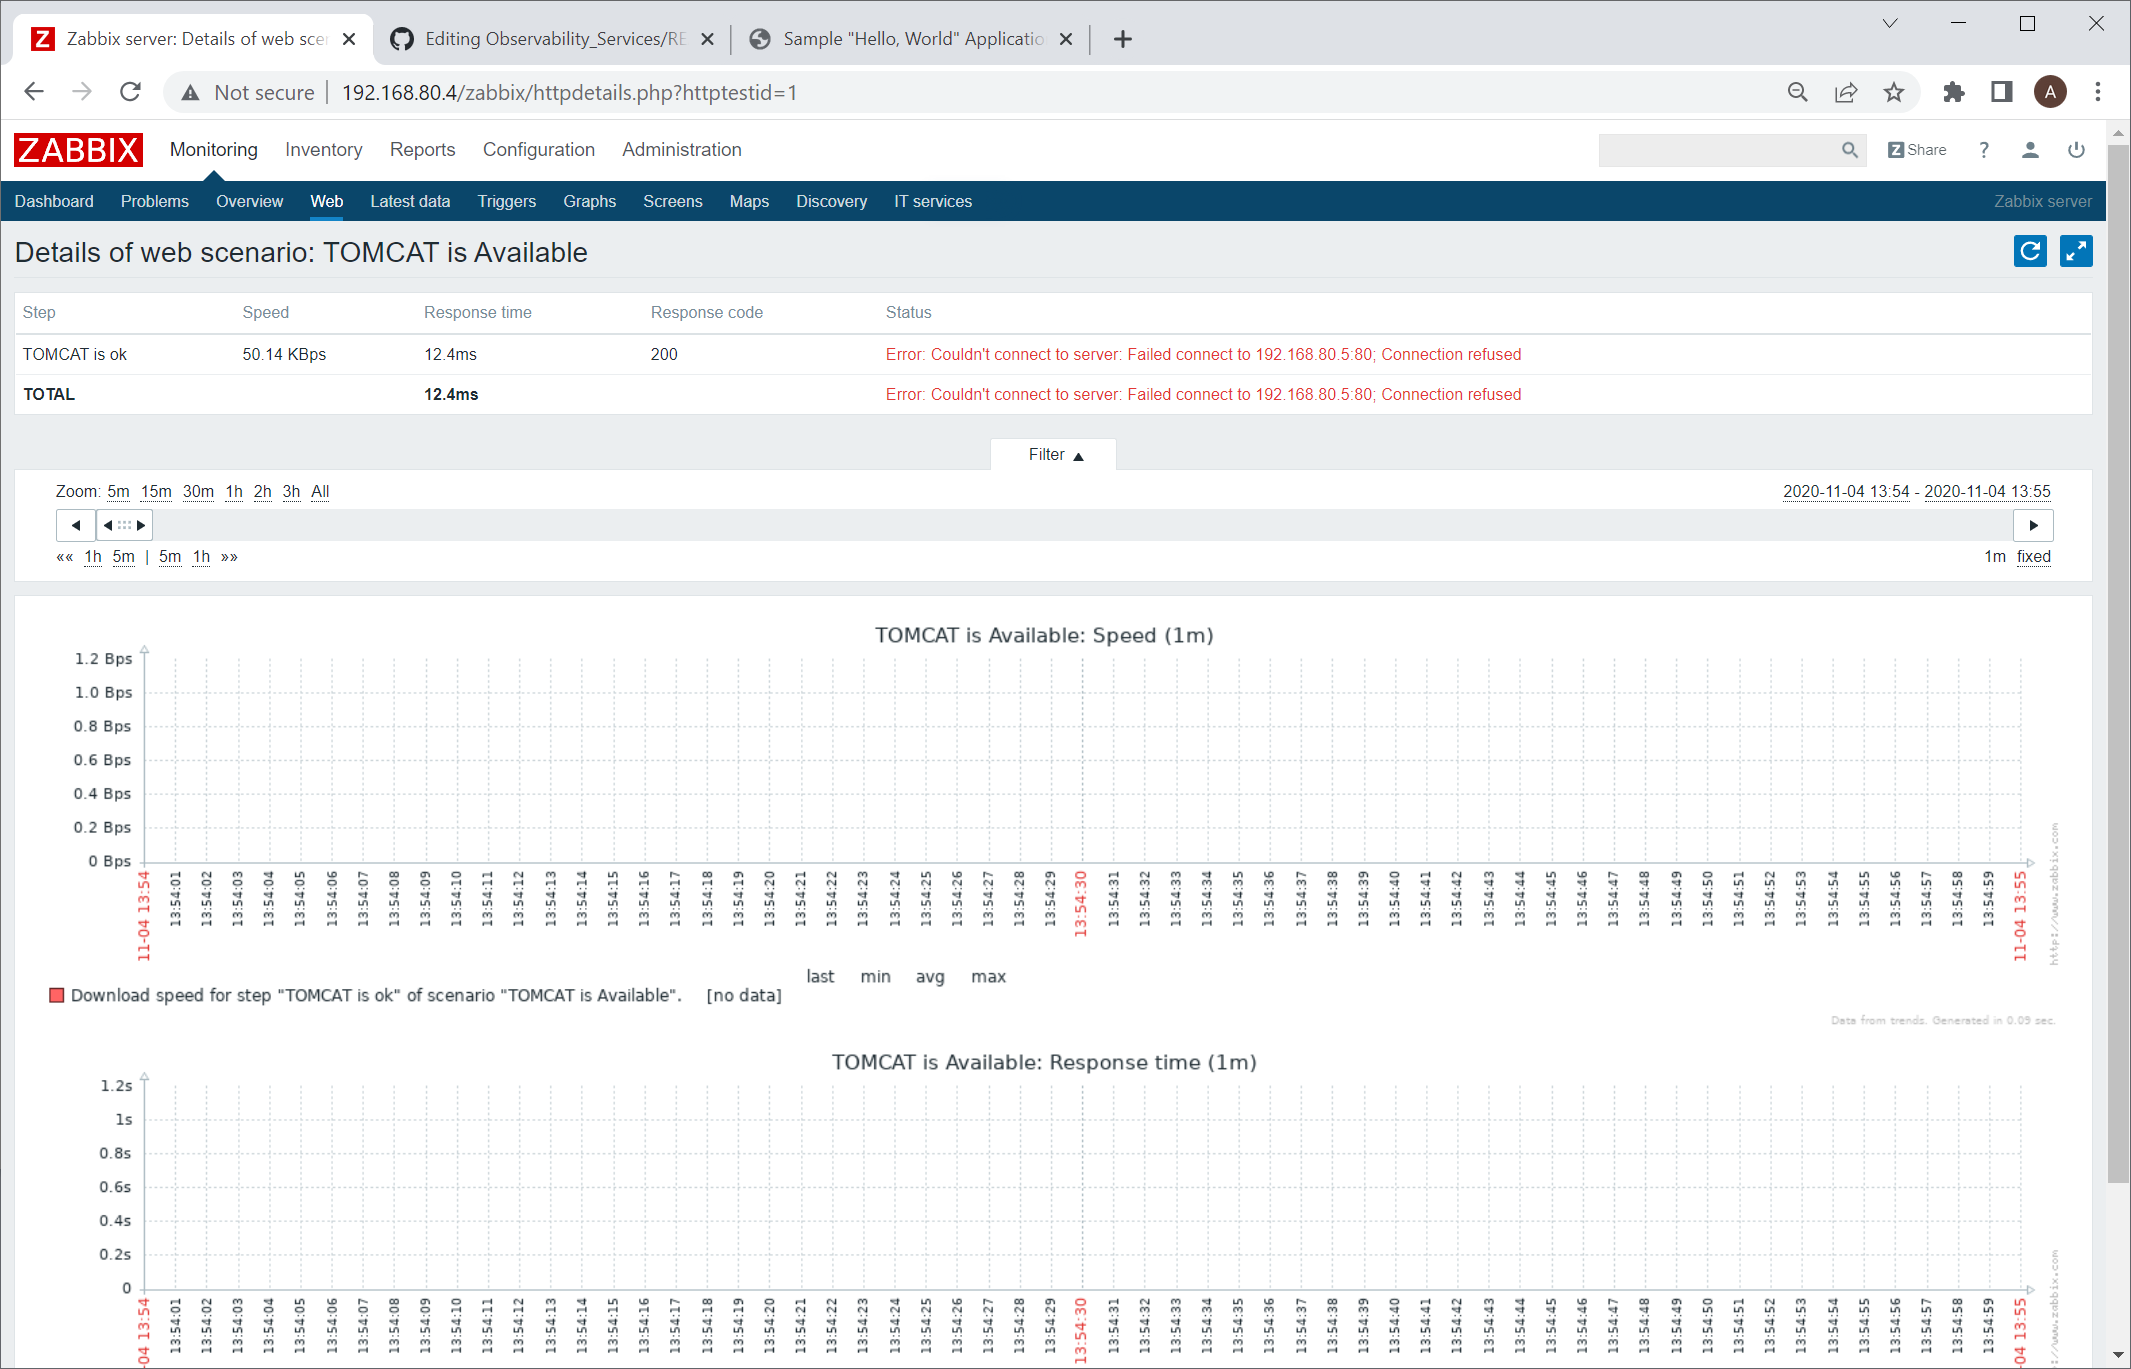 Zabbix server: Details of web sce
Editing Observability_Services/RE
Sample "Hello, World" Applicatio
Not secure | 192.168.80.4/zabbix/httpdetails.php?httptestid=1
A
ZABBIX Monitoring Inventory Reports Configuration Administration
Z Share ?
Dashboard Problems Overview Web Latest data Triggers Graphs Screens Maps Discovery IT services Zabbix server
Details of web scenario: TOMCAT is Available
Step Speed Response time Response code Status
TOMCAT is ok 50.14 KBps 12.4ms 200 Error: Couldn't connect to server: Failed connect to 192.168.80.5:80; Connection refused
TOTAL 12.4ms Error: Couldn't connect to server: Failed connect to 192.168.80.5:80; Connection refused
Filter ▲
Zoom: 5m 15m 30m 1h 2h 3h All 2020-11-04 13:54 - 2020-11-04 13:55
«« 1h 5m | 5m 1h »» 1m fixed
TOMCAT is Available: Speed (1m)
1.2 Bps
1.0 Bps
0.8 Bps
0.6 Bps
0.4 Bps
0.2 Bps
0 Bps
11-04 13:54 13:54:01 13:54:02 13:54:03 13:54:04 13:54:05 13:54:06 13:54:07 13:54:08 13:54:09 13:54:10 13:54:11 13:54:12 13:54:13 13:54:14 13:54:15 13:54:16 13:54:17 13:54:18 13:54:19 13:54:20 13:54:21 13:54:22 13:54:23 13:54:24 13:54:25 13:54:26 13:54:27 13:54:28 13:54:29 13:54:30 13:54:31 13:54:32 13:54:33 13:54:34 13:54:35 13:54:36 13:54:37 13:54:38 13:54:39 13:54:40 13:54:41 13:54:42 13:54:43 13:54:44 13:54:45 13:54:46 13:54:47 13:54:48 13:54:49 13:54:50 13:54:51 13:54:52 13:54:53 13:54:54 13:54:55 13:54:56 13:54:57 13:54:58 13:54:59 11-04 13:55
http://www.zabbix.com
last min avg max
Download speed for step "TOMCAT is ok" of scenario "TOMCAT is Available". [no data]
Data from trends. Generated in 0.09 sec.
TOMCAT is Available: Response time (1m)
1.2s
1s
0.8s
0.6s
0.4s
0.2s
0
-04 13:54 13:54:01 13:54:02 13:54:03 13:54:04 13:54:05 13:54:06 13:54:07 13:54:08 13:54:09 13:54:10 13:54:11 13:54:12 13:54:13 13:54:14 13:54:15 13:54:16 13:54:17 13:54:18 13:54:19 13:54:20 13:54:21 13:54:22 13:54:23 13:54:24 13:54:25 13:54:26 13:54:27 13:54:28 13:54:29 13:54:30 13:54:31 13:54:32 13:54:33 13:54:34 13:54:35 13:54:36 13:54:37 13:54:38 13:54:39 13:54:40 13:54:41 13:54:42 13:54:43 13:54:44 13:54:45 13:54:46 13:54:47 13:54:48 13:54:49 13:54:50 13:54:51 13:54:52 13:54:53 13:54:54 13:54:55 13:54:56 13:54:57 13:54:58 13:54:59 -04 13:55
//www.zabbix.com